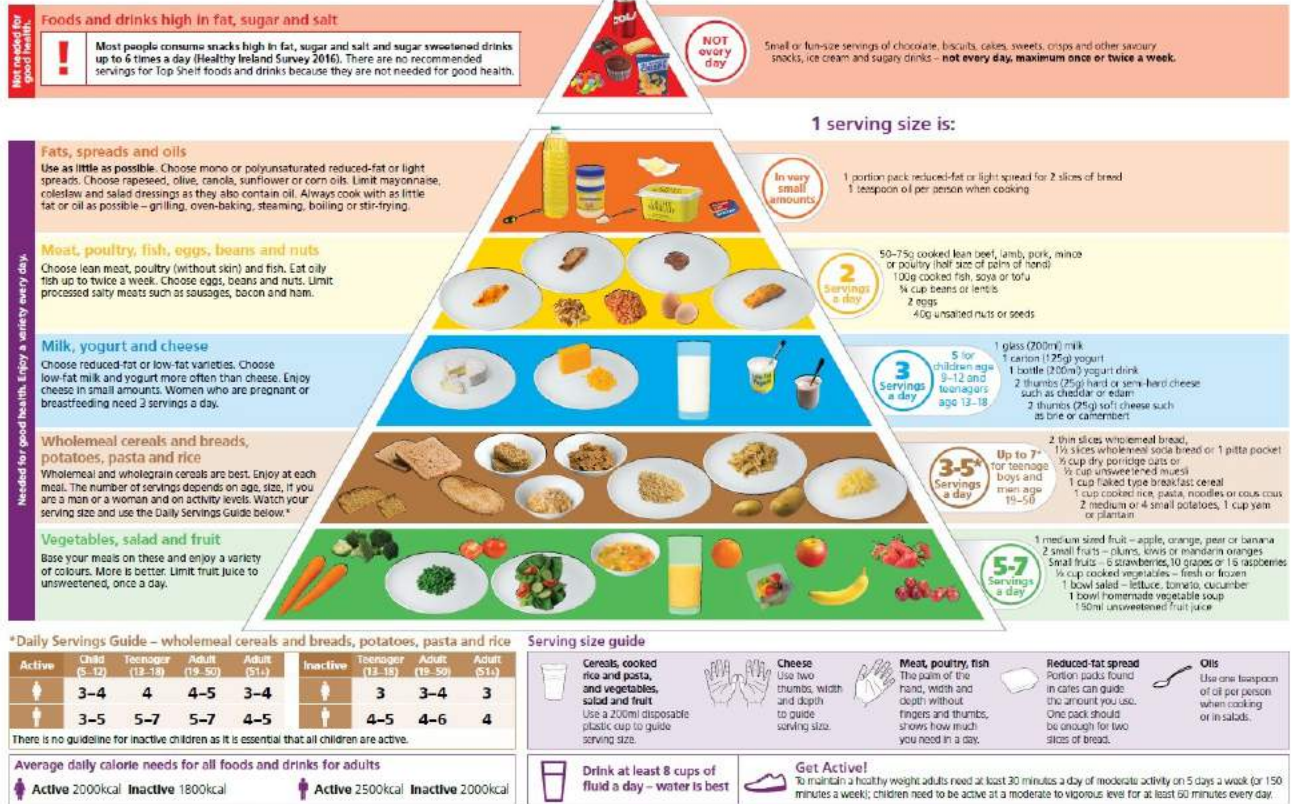 Not needed for
good health.
Foods and drinks high in fat, sugar and salt
!
Most people consume snacks high in fat, sugar and salt and sugar sweetened drinks
up to 6 times a day (Healthy Ireland Survey 2016). There are no recommended
servings for Top Shelf foods and drinks because they are not needed for good health.
NOT
every
day
Small or fun-size servings of chocolate, biscuits, cakes, sweets, crisps and other savoury
snacks, ice cream and sugary drinks – not every day, maximum once or twice a week.
1 serving size is:
Needed for good health. Enjoy a variety every day.
Fats, spreads and oils
Use as little as possible. Choose mono or polyunsaturated reduced-fat or light
spreads. Choose rapeseed, olive, canola, sunflower or corn oils. Limit mayonnaise,
coleslaw and salad dressings as they also contain oil. Always cook with as little
fat or oil as possible – grilling, oven-baking, steaming, boiling or stir-frying.
In very
small
amounts
1 portion pack reduced-fat or light spread for 2 slices of bread
1 teaspoon oil per person when cooking
Meat, poultry, fish, eggs, beans and nuts
Choose lean meat, poultry (without skin) and fish. Eat oily
fish up to twice a week. Choose eggs, beans and nuts. Limit
processed salty meats such as sausages, bacon and ham.
2
Servings
a day
50–75g cooked lean beef, lamb, pork, mince
or poultry (half size of palm of hand)
100g cooked fish, soya or tofu
¾ cup beans or lentils
2 eggs
40g unsalted nuts or seeds
Milk, yogurt and cheese
Choose reduced-fat or low-fat varieties. Choose
low-fat milk and yogurt more often than cheese. Enjoy
cheese in small amounts. Women who are pregnant or
breastfeeding need 3 servings a day.
3
Servings
a day
5 for
children age
9–12 and
teenagers
age 13–18
1 glass (200ml) milk
1 carton (125g) yogurt
1 bottle (200ml) yogurt drink
2 thumbs (25g) hard or semi-hard cheese
such as cheddar or edam
2 thumbs (25g) soft cheese such
as brie or camembert
Wholemeal cereals and breads,
potatoes, pasta and rice
Wholemeal and wholegrain cereals are best. Enjoy at each
meal. The number of servings depends on age, size, if you
are a man or a woman and on activity levels. Watch your
serving size and use the Daily Servings Guide below.*
3-5*
Servings
a day
Up to 7*
for teenage
boys and
men age
19–50
2 thin slices wholemeal bread,
1½ slices wholemeal soda bread or 1 pitta pocket
⅓ cup dry porridge oats or
½ cup unsweetened muesli
1 cup flaked type breakfast cereal
1 cup cooked rice, pasta, noodles or cous cous
2 medium or 4 small potatoes, 1 cup yam
or plantain
Vegetables, salad and fruit
Base your meals on these and enjoy a variety
of colours. More is better. Limit fruit juice to
unsweetened, once a day.
5-7
Servings
a day
1 medium sized fruit – apple, orange, pear or banana
2 small fruits – plums, kiwis or mandarin oranges
Small fruits – 6 strawberries, 10 grapes or 16 raspberries
½ cup cooked vegetables – fresh or frozen
1 bowl salad – lettuce, tomato, cucumber
1 bowl homemade vegetable soup
150ml unsweetened fruit juice
*Daily Servings Guide – wholemeal cereals and breads, potatoes, pasta and rice
Active Child (5–12) Teenager (13–18) Adult (19–50) Adult (51+) Inactive Teenager (13–18) Adult (19–50) Adult (51+)
3–4 4 4–5 3–4 3 3–4 3
3–5 5–7 5–7 4–5 4–5 4–6 4
There is no guideline for inactive children as it is essential that all children are active.
Average daily calorie needs for all foods and drinks for adults
Active 2000kcal Inactive 1800kcal Active 2500kcal Inactive 2000kcal
Serving size guide
Cereals, cooked
rice and pasta,
and vegetables,
salad and fruit
Use a 200ml disposable
plastic cup to guide
serving size.
Cheese
Use two
thumbs, width
and depth
to guide
serving size.
Meat, poultry, fish
The palm of the
hand, width and
depth without
fingers and thumbs,
shows how much
you need in a day.
Reduced-fat spread
Portion packs found
in cafes can guide
the amount you use.
One pack should
be enough for two
slices of bread.
Oils
Use one teaspoon
of oil per person
when cooking
or in salads.
Drink at least 8 cups of
fluid a day – water is best
Get Active!
To maintain a healthy weight adults need at least 30 minutes a day of moderate activity on 5 days a week (or 150
minutes a week); children need to be active at a moderate to vigorous level for at least 60 minutes every day.